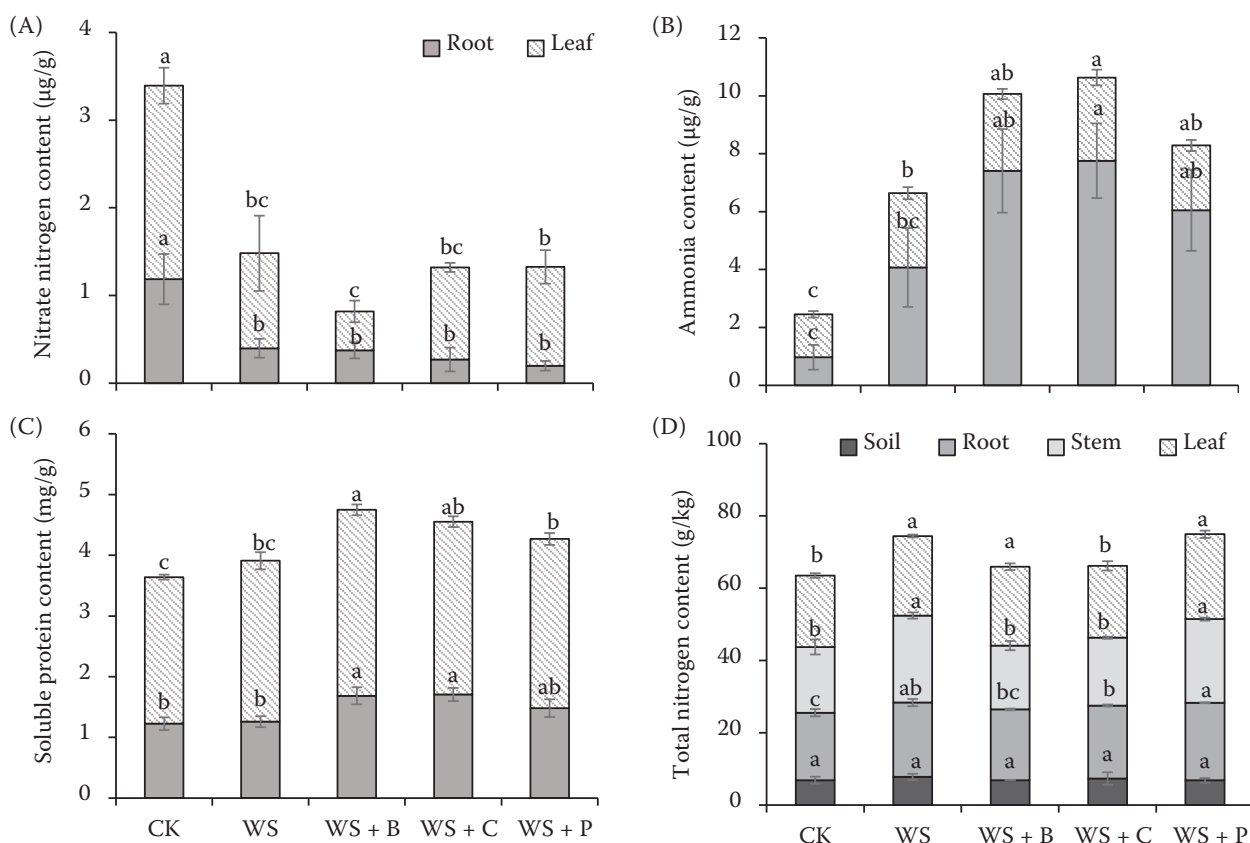 (A)
Nitrate nitrogen content (μg/g)
4
3
2
1
0
Root Leaf
a
a
bc
b
c
b
bc
b
b
b
(B)
Ammonia content (μg/g)
12
10
8
6
4
2
0
c
c
b
bc
ab
ab
a
a
ab
ab
(C)
Soluble protein content (mg/g)
6
5
4
3
2
1
0
c
b
bc
b
a
a
ab
a
b
ab
CK WS WS + B WS + C WS + P
(D)
Total nitrogen content (g/kg)
100
80
60
40
20
0
Soil Root Stem Leaf
b
b
c
a
a
a
ab
a
a
b
bc
a
b
b
b
a
a
a
a
a
CK WS WS + B WS + C WS + P